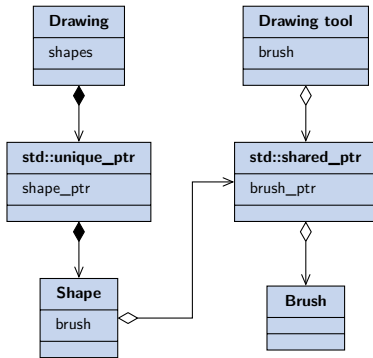 Drawing
shapes
Drawing tool
brush
std::unique_ptr
shape_ptr
std::shared_ptr
brush_ptr
Shape
brush
Brush